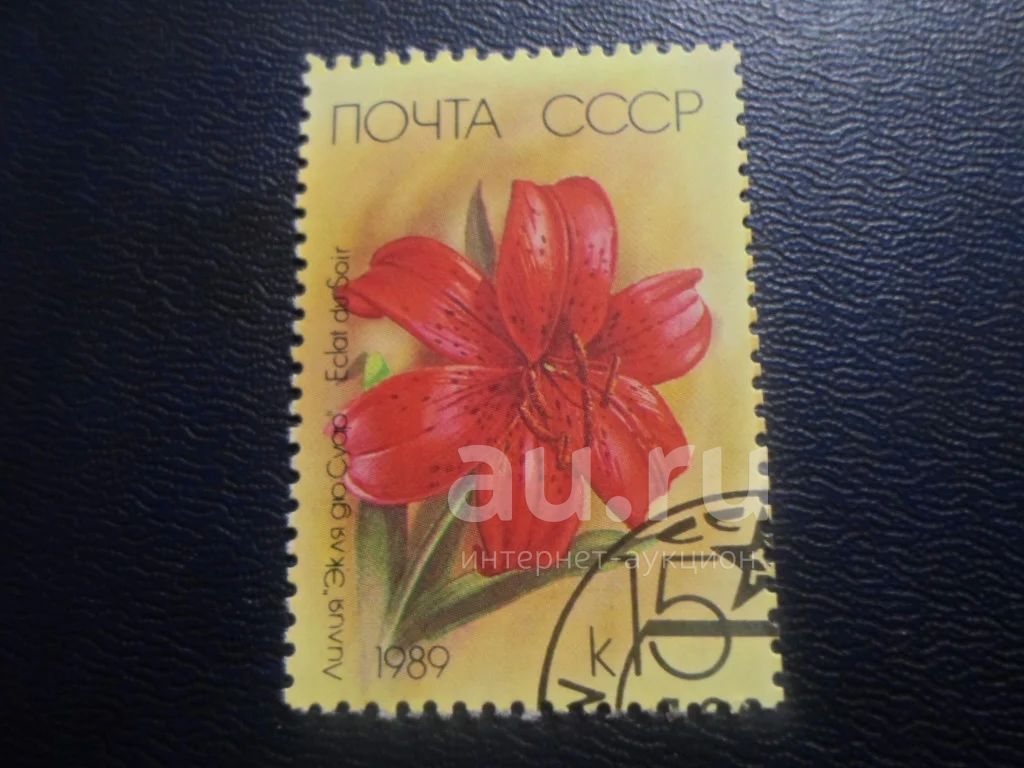 ПОЧТА СССР
Лилия "Экля дю Суар" Eclat du Soir
1989
к 15
au.ru
интернет-аукцион